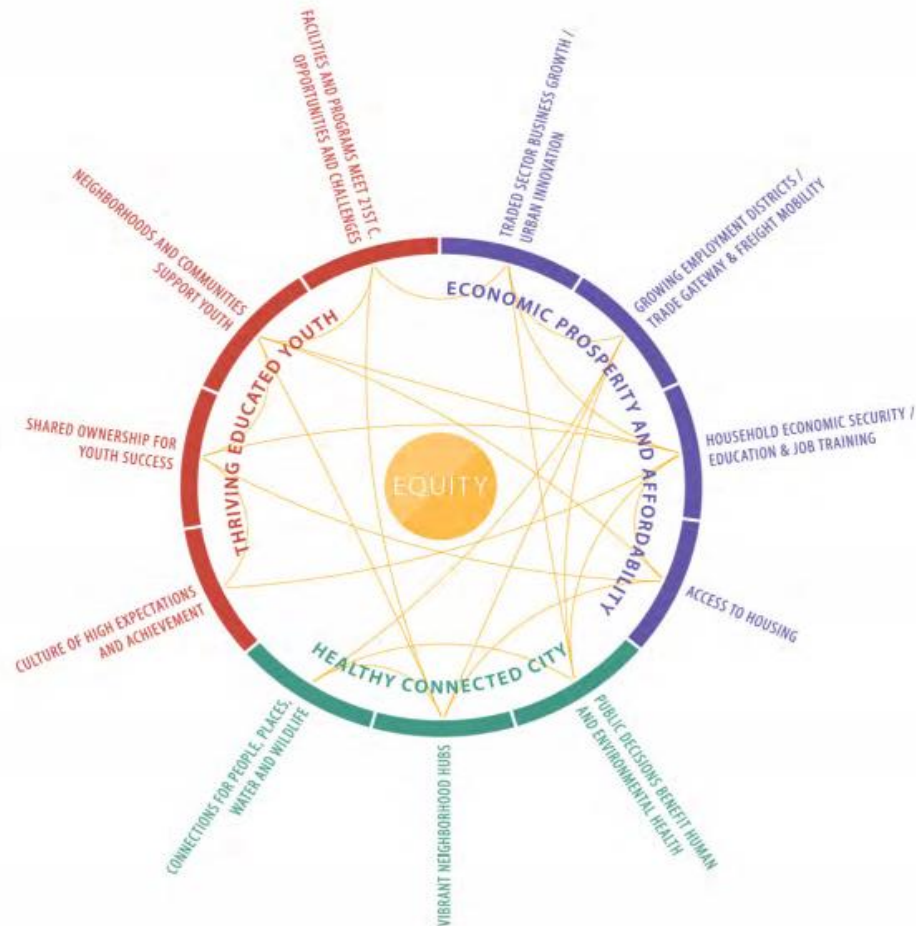 FACILITIES AND PROGRAMS MEET 21ST C.
OPPORTUNITIES AND CHALLENGES
TRADED SECTOR BUSINESS GROWTH /
URBAN INNOVATION
NEIGHBORHOODS AND COMMUNITIES
SUPPORT YOUTH
GROWING EMPLOYMENT DISTRICTS /
TRADE GATEWAY & FREIGHT MOBILITY
SHARED OWNERSHIP FOR
YOUTH SUCCESS
HOUSEHOLD ECONOMIC SECURITY /
EDUCATION & JOB TRAINING
CULTURE OF HIGH EXPECTATIONS
AND ACHIEVEMENT
ACCESS TO HOUSING
CONNECTIONS FOR PEOPLE, PLACES,
WATER AND WILDLIFE
VIBRANT NEIGHBORHOOD HUBS
PUBLIC DECISIONS BENEFIT HUMAN
AND ENVIRONMENTAL HEALTH
THRIVING EDUCATED YOUTH
ECONOMIC PROSPERITY AND AFFORDABILITY
HEALTHY CONNECTED CITY
EQUITY